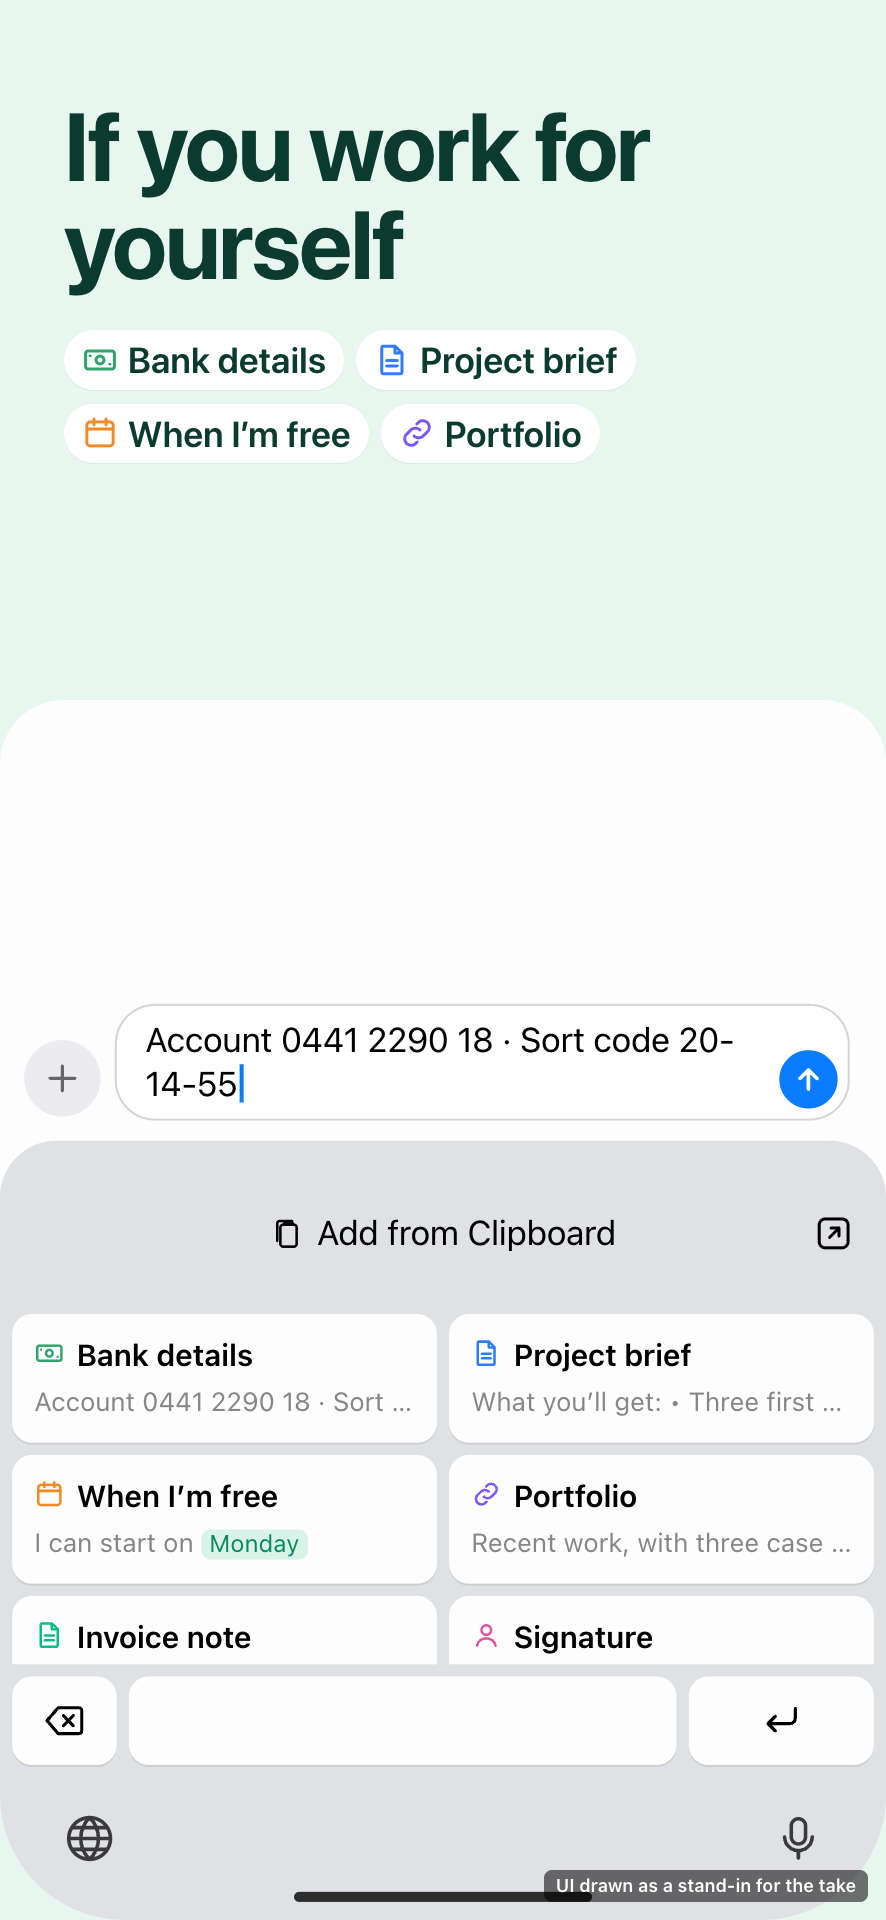 If you work for
yourself
Bank details
Project brief
When I’m free
Portfolio
Account 0441 2290 18 · Sort code 20-
14-55
Add from Clipboard
Bank details
Project brief
Account 0441 2290 18 · Sort ...
What you’ll get: • Three first ...
When I’m free
Portfolio
I can start on Monday
Recent work, with three case ...
Invoice note
Signature
UI drawn as a stand-in for the take